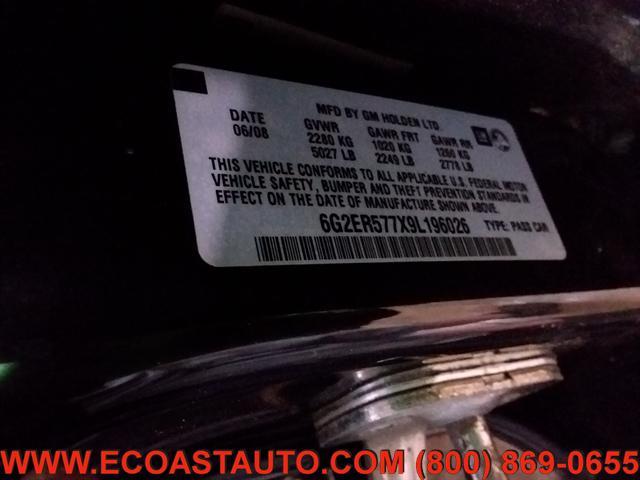 MFD BY GM HOLDEN LTD.
DATE GVWR GAWR FRT GAWR RR
06/08 2280 KG 1020 KG 1260 KG
5027 LB 2249 LB 2778 LB
THIS VEHICLE CONFORMS TO ALL APPLICABLE U.S. FEDERAL MOTOR
VEHICLE SAFETY, BUMPER AND THEFT PREVENTION STANDARDS IN
EFFECT ON THE DATE OF MANUFACTURE SHOWN ABOVE.
6G2ER577X9L196026 TYPE: PASS CAR
WWW.ECOASTAUTO.COM (800) 869-0655